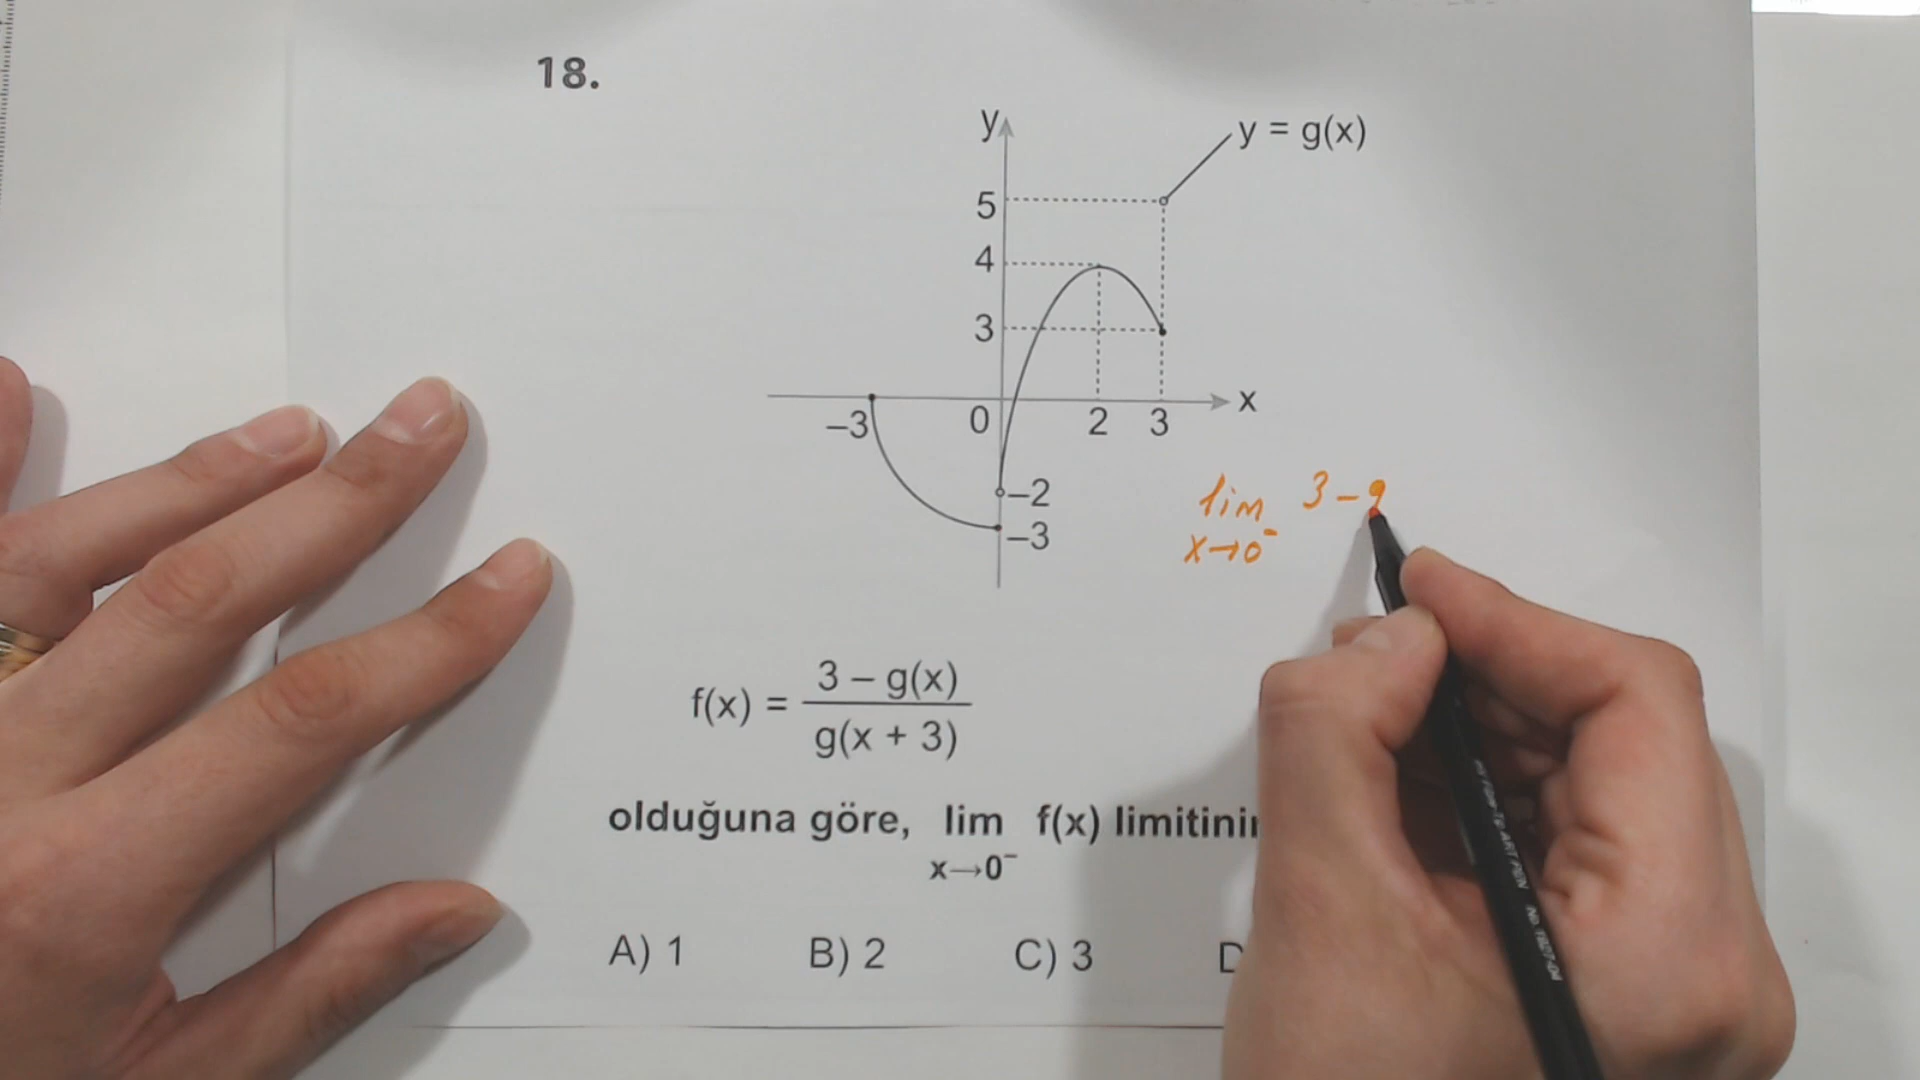 18.
y
y = g(x)
5
4
3
–3
0
2
3
x
–2
–3
lim 3 – g
x→0⁻
f(x) = 3 – g(x)
g(x + 3)
olduğuna göre, lim f(x)
x→0⁻
A) 1 B) 2 C) 3